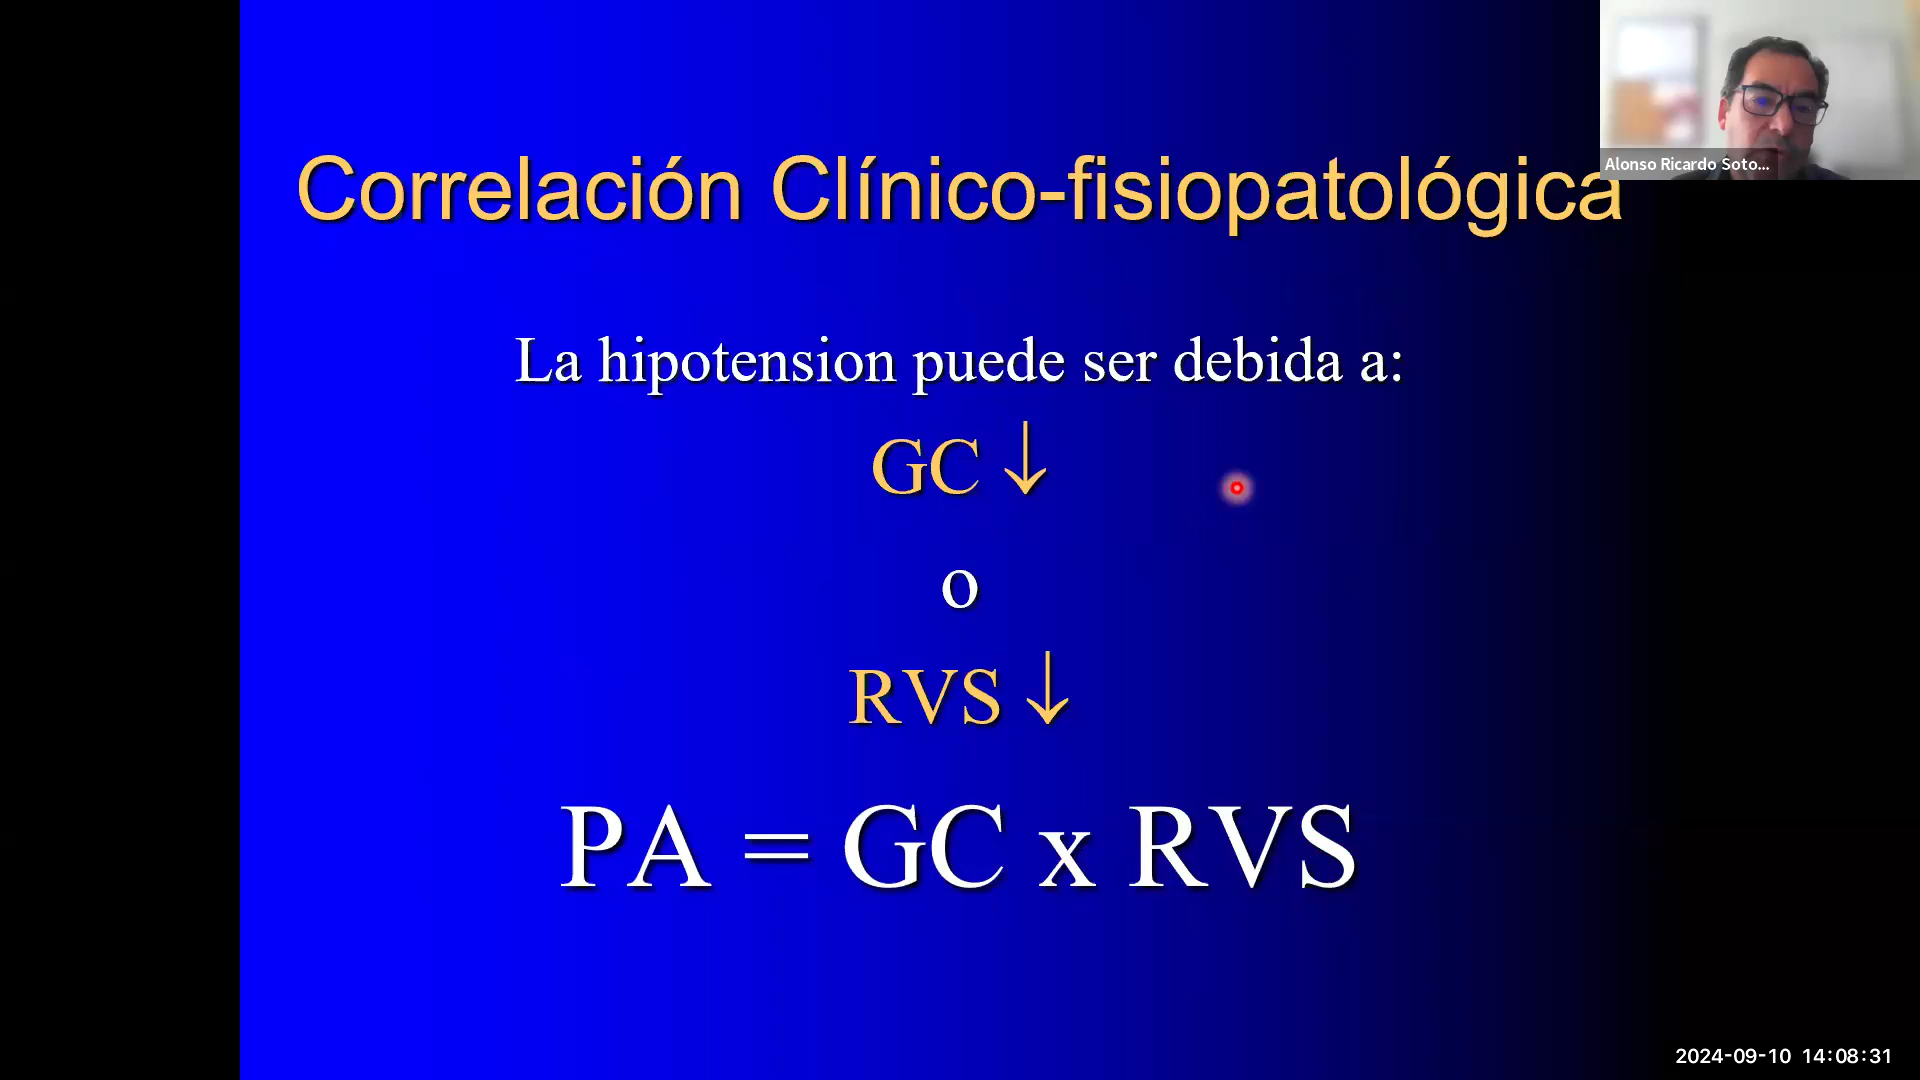 Alonso Ricardo Soto...
Correlación Clínico-fisiopatológica
La hipotension puede ser debida a:
GC ↓
o
RVS ↓
PA = GC x RVS
2024-09-10 14:08:31